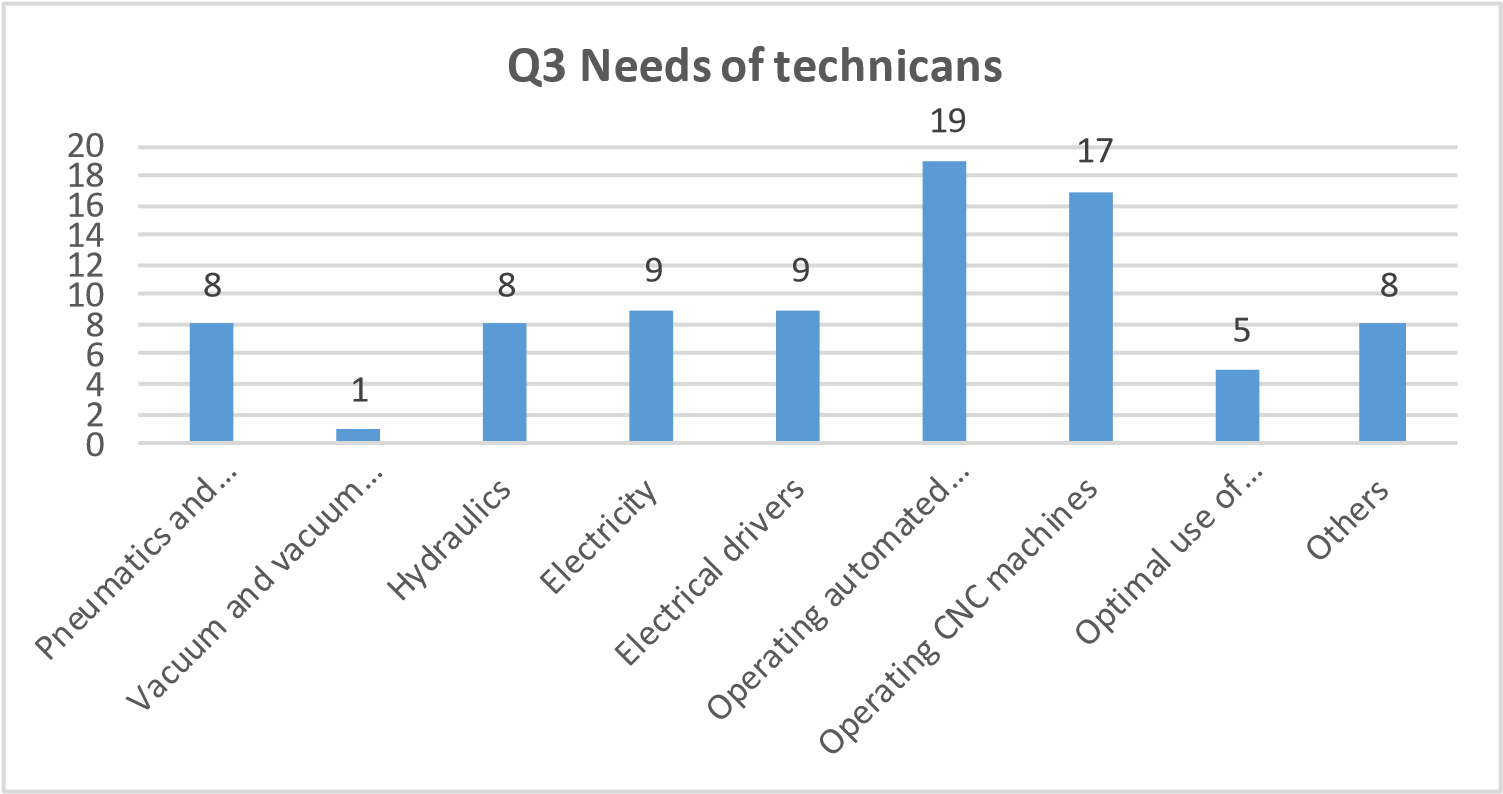 Q3 Needs of technicans
20
18
16
14
12
10
8
6
4
2
0
8
1
8
9
9
19
17
5
8
Pneumatics and...
Vacuum and vacuum...
Hydraulics
Electricity
Electrical drivers
Operating automated...
Operating CNC machines
Optimal use of...
Others